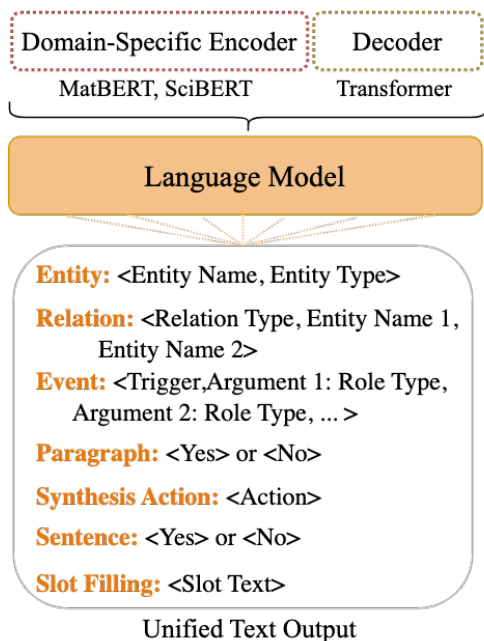 Domain-Specific Encoder
Decoder
MatBERT, SciBERT
Transformer
Language Model
Entity: <Entity Name, Entity Type>
Relation: <Relation Type, Entity Name 1,
Entity Name 2>
Event: <Trigger,Argument 1: Role Type,
Argument 2: Role Type, ... >
Paragraph: <Yes> or <No>
Synthesis Action: <Action>
Sentence: <Yes> or <No>
Slot Filling: <Slot Text>
Unified Text Output